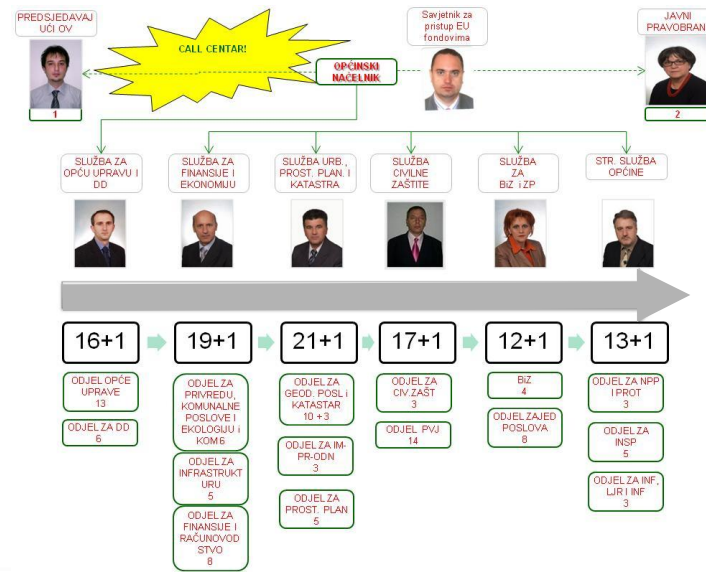 PREDSJEDAVAJ
UĆI OV
1
CALL CENTAR!
OPĆINSKI
NAČELNIK
Savjetnik za
pristup EU
fondovima
JAVNI
PRAVOBRAN
2
SLUŽBA ZA
OPĆU UPRAVU I
DD
SLUŽBA ZA
FINANSIJE I
EKONOMIJU
SLUŽBA URB.,
PROST. PLAN. I
KATASTRA
SLUŽBA
CIVILNE
ZAŠTITE
SLUŽBA
ZA
BiZ i ZP
STR. SLUŽBA
OPĆINE
16+1
19+1
21+1
17+1
12+1
13+1
ODJEL OPĆE
UPRAVE
13
ODJEL ZA DD
6
ODJEL ZA
PRIVREDU,
KOMUNALNE
POSLOVE I
EKOLOGIJU i
KOM 6
ODJEL ZA
INFRASTRUKT
URU
5
ODJEL ZA
FINANSIJE I
RAČUNOVOD
STVO
8
ODJEL ZA
GEOD. POSL i
KATASTAR
10 + 3
ODJEL ZA IM-
PR-ODN
3
ODJEL ZA
PROST. PLAN
5
ODJEL ZA
CIV.ZAŠT
3
ODJEL PVJ
14
BiZ
4
ODJEL ZAJED
POSLOVA
8
ODJEL ZA NPP
I PROT
3
ODJEL ZA
INSP
5
ODJEL ZA INF,
LJR I INF
3